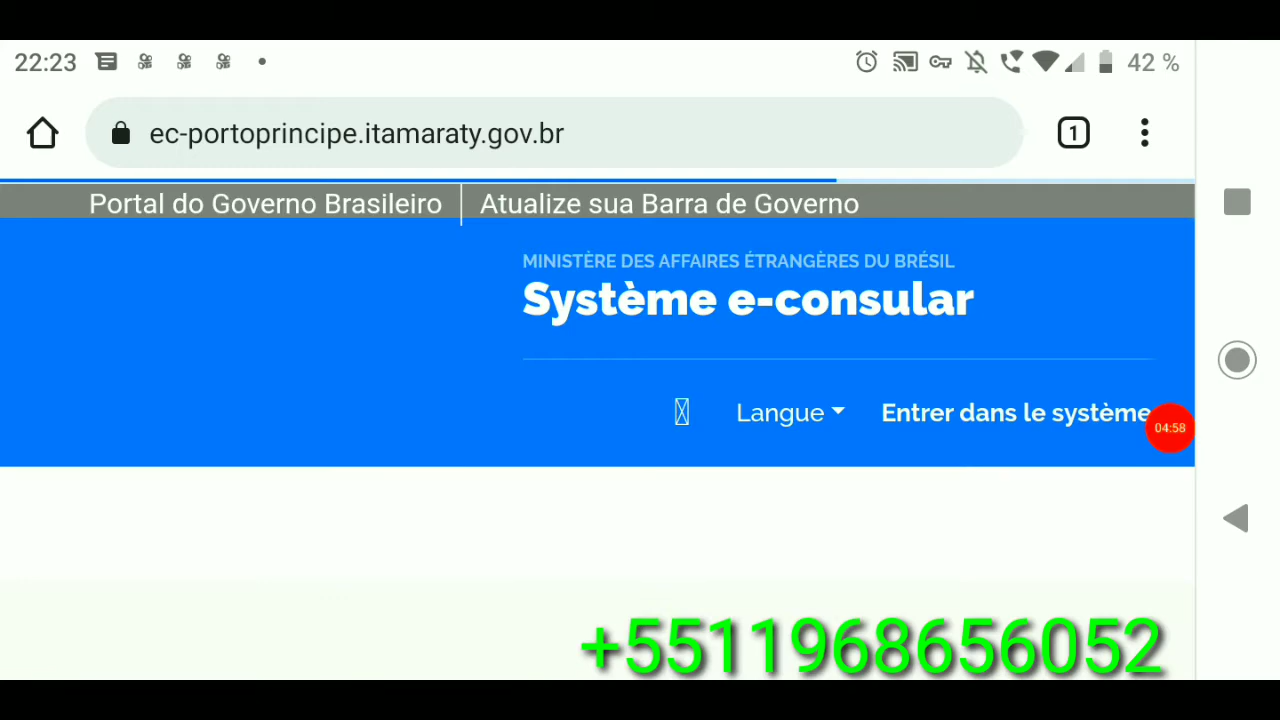 22:23
42 %
ec-portoprincipe.itamaraty.gov.br
1
Portal do Governo Brasileiro
Atualize sua Barra de Governo
MINISTÈRE DES AFFAIRES ÉTRANGÈRES DU BRÉSIL
Système e-consular
Langue
Entrer dans le système
04:58
+5511968656052